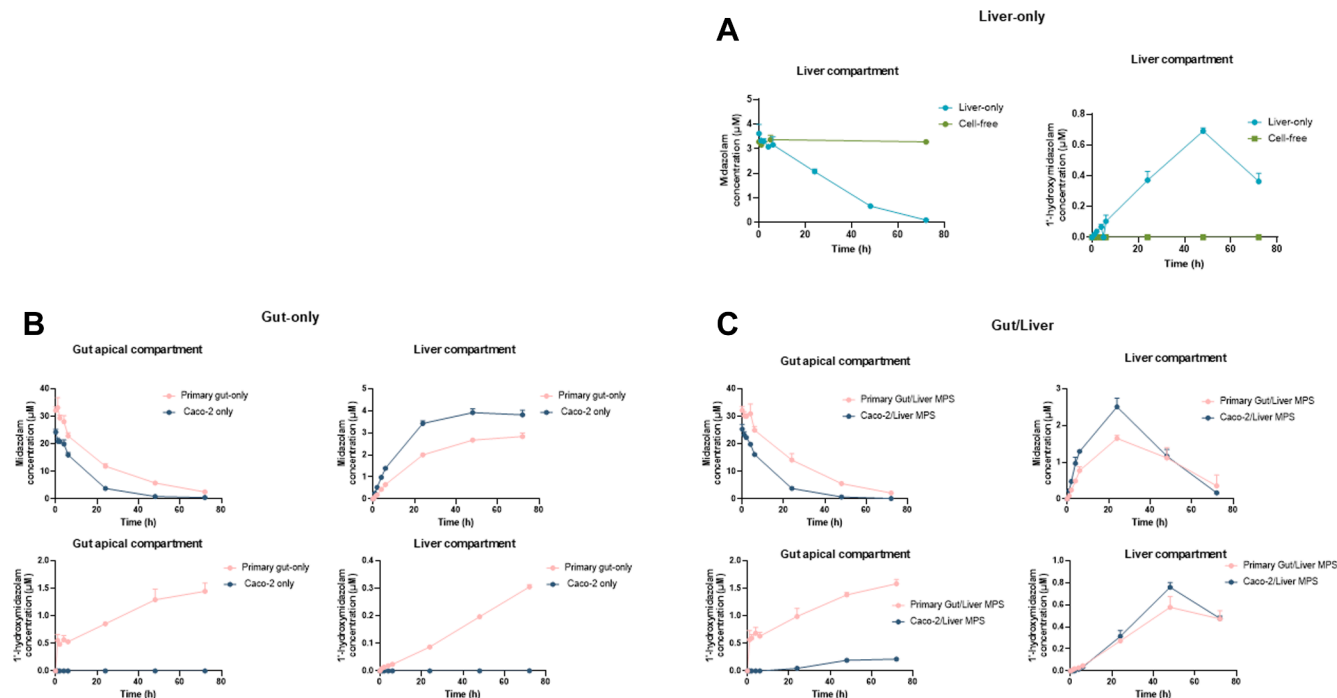 A
Liver-only
Liver compartment
Midazolam
concentration (µM)
5
4
3
2
1
0
0 20 40 60 80
Time (h)
Liver-only
Cell-free
Liver compartment
1'-hydroxymidazolam
concentration (µM)
0.8
0.6
0.4
0.2
0.0
0 20 40 60 80
Time (h)
Liver-only
Cell-free
B
Gut-only
Gut apical compartment
Midazolam
concentration (µM)
40
30
20
10
0
0 20 40 60 80
Time (h)
Primary gut-only
Caco-2 only
Liver compartment
Midazolam
concentration (µM)
5
4
3
2
1
0
0 20 40 60 80
Time (h)
Primary gut-only
Caco-2 only
Gut apical compartment
1'-hydroxymidazolam
concentration (µM)
2.0
1.5
1.0
0.5
0.0
0 20 40 60 80
Time (h)
Primary gut-only
Caco-2 only
Liver compartment
1'-hydroxymidazolam
concentration (µM)
0.4
0.3
0.2
0.1
0.0
0 20 40 60 80
Time (h)
Primary gut-only
Caco-2 only
C
Gut/Liver
Gut apical compartment
Midazolam
concentration (µM)
40
30
20
10
0
0 20 40 60 80
Time (h)
Primary Gut/Liver MPS
Caco-2/Liver MPS
Liver compartment
Midazolam
concentration (µM)
3
2
1
0
0 20 40 60 80
Time (h)
Primary Gut/Liver MPS
Caco-2/Liver MPS
Gut apical compartment
1'-hydroxymidazolam
concentration (µM)
2.0
1.5
1.0
0.5
0.0
0 20 40 60 80
Time (h)
Primary Gut/Liver MPS
Caco-2/Liver MPS
Liver compartment
1'-hydroxymidazolam
concentration (µM)
1.0
0.8
0.6
0.4
0.2
0.0
0 20 40 60 80
Time (h)
Primary Gut/Liver MPS
Caco-2/Liver MPS